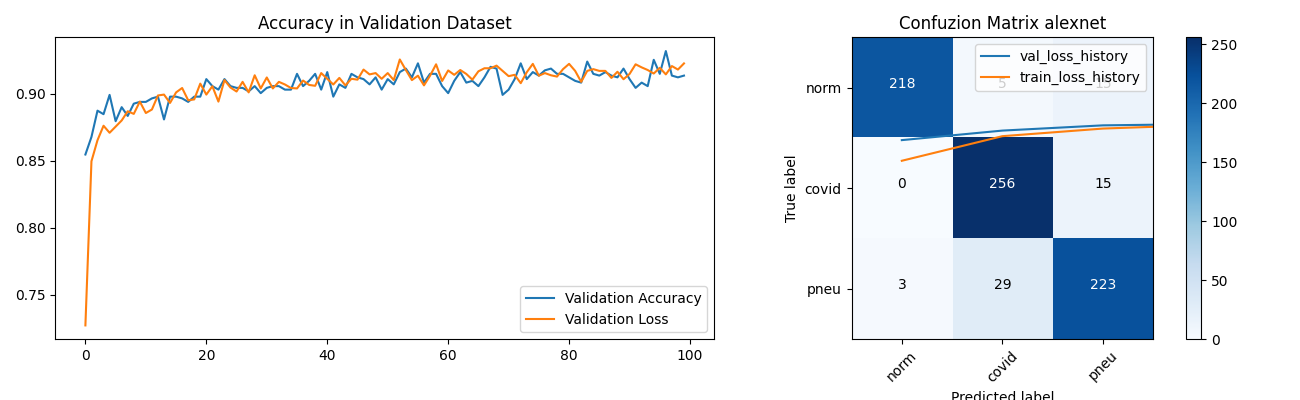 Accuracy in Validation Dataset
0.90
0.85
0.80
0.75
0 20 40 60 80 100
Validation Accuracy
Validation Loss
Confuzion Matrix alexnet
val_loss_history
train_loss_history
True label
norm 218 5 15
covid 0 256 15
pneu 3 29 223
norm covid pneu
Predicted label
250
200
150
100
50
0